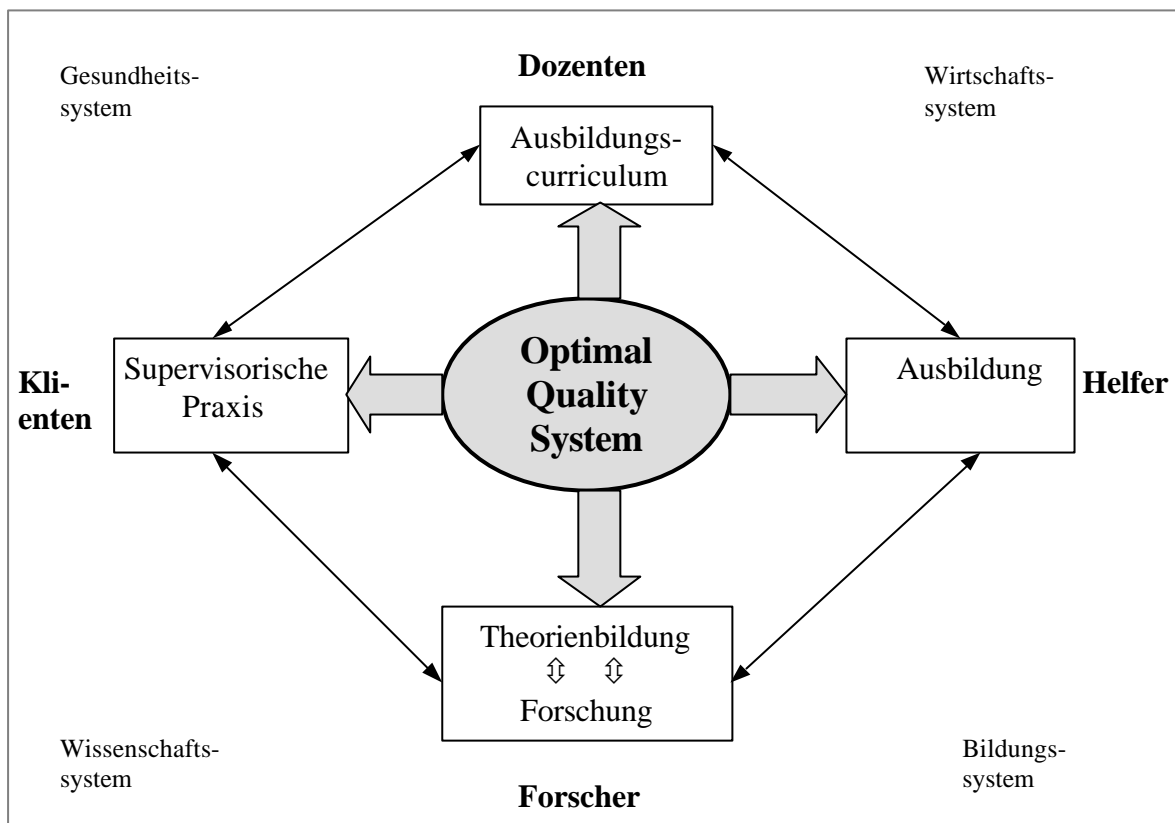 Gesundheits-
system
Dozenten
Wirtschafts-
system
Ausbildungs-
curriculum
Kli-
enten
Supervisorische
Praxis
Optimal
Quality
System
Ausbildung
Helfer
Theorienbildung
Forschung
Wissenschafts-
system
Forscher
Bildungs-
system